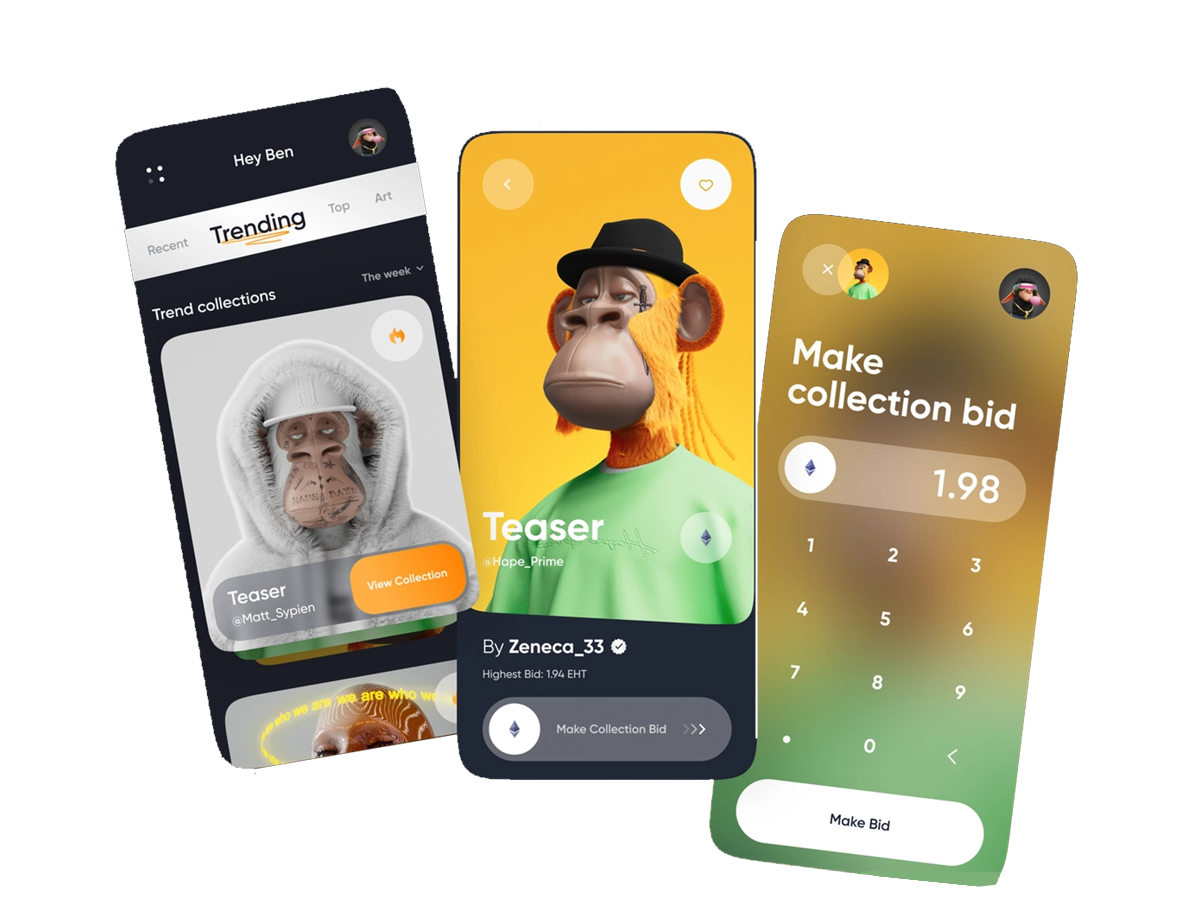 Hey Ben
Recent
Trending
Top
Art
The week
Trend collections
Teaser
@Matt_Sypien
View Collection
who we are we are who we
Teaser
@Hape_Prime
By Zeneca_33
Highest Bid: 1.94 EHT
Make Collection Bid
Make
collection bid
1.98
1
2
3
4
5
6
7
8
9
0
Make Bid